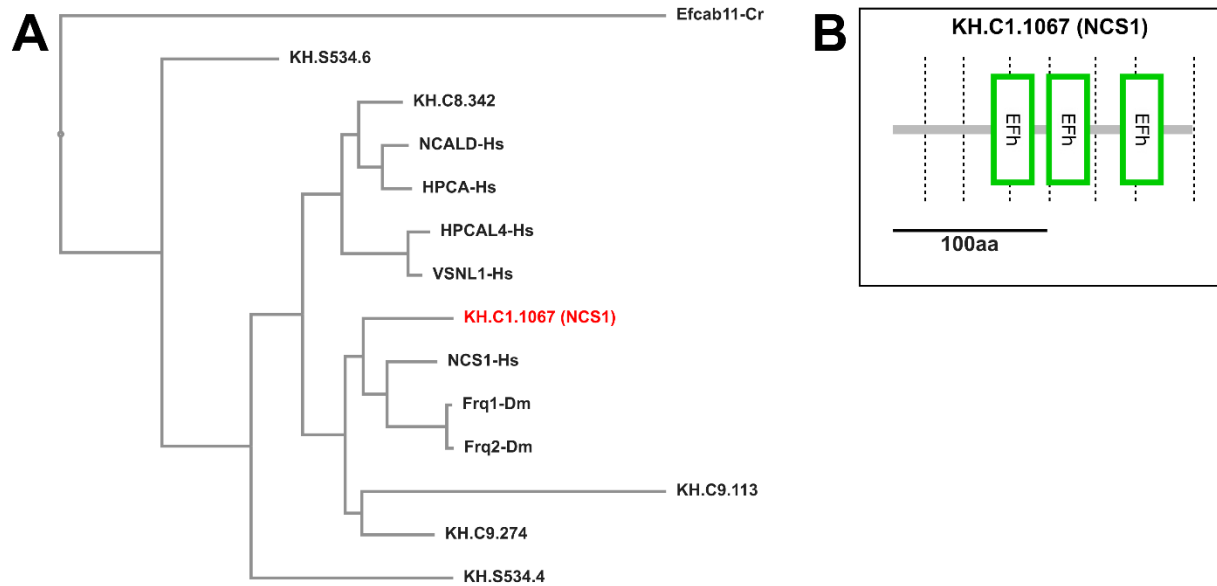 A
Efcab11-Cr
KH.S534.6
KH.C8.342
NCALD-Hs
HPCA-Hs
HPCAL4-Hs
VSNL1-Hs
KH.C1.1067 (NCS1)
NCS1-Hs
Frq1-Dm
Frq2-Dm
KH.C9.113
KH.C9.274
KH.S534.4
B
KH.C1.1067 (NCS1)
EFh
EFh
EFh
100aa